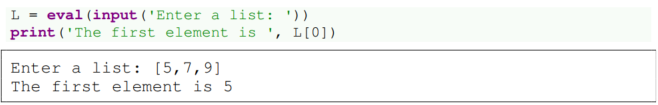 L = eval(input('Enter a list: '))
print('The first element is ', L[0])
Enter a list: [5,7,9]
The first element is 5